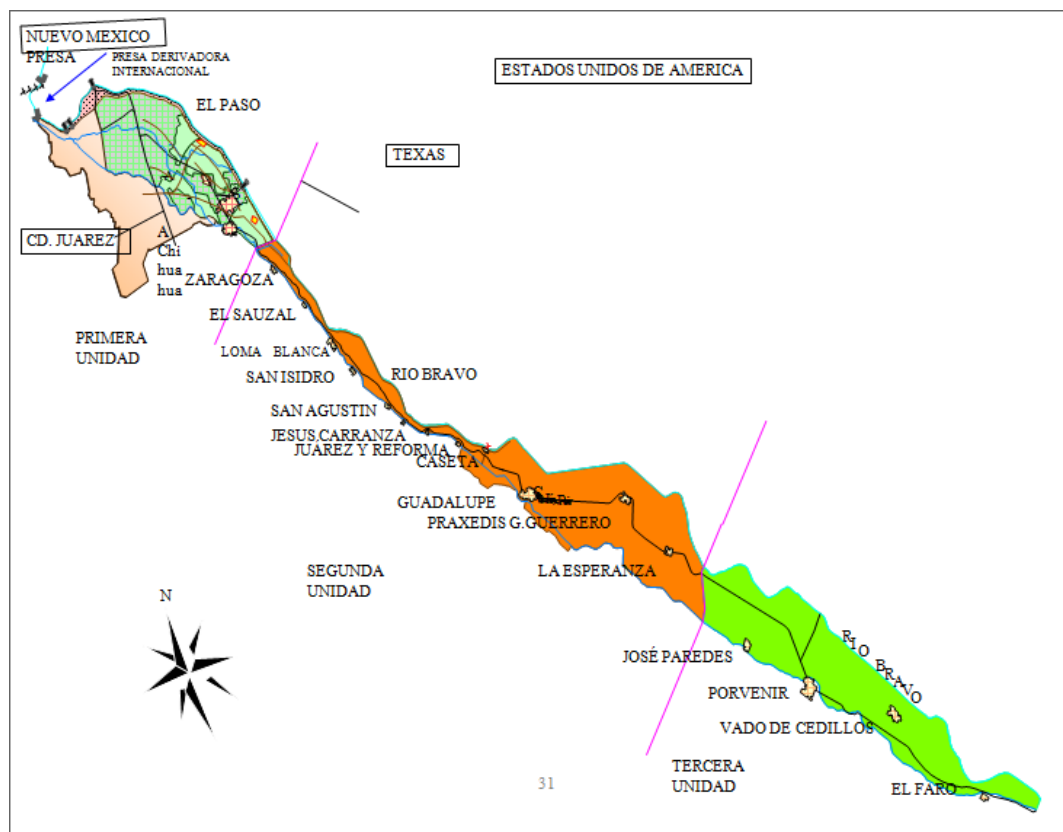 NUEVO MEXICO
PRESA
PRESA DERIVADORA
INTERNACIONAL
ESTADOS UNIDOS DE AMERICA
EL PASO
TEXAS
CD. JUAREZ
A
Chi
hua
hua
ZARAGOZA
EL SAUZAL
PRIMERA
UNIDAD
LOMA BLANCA
SAN ISIDRO
RIO BRAVO
SAN AGUSTIN
JESUS CARRANZA
JUAREZ Y REFORMA
CASETA
GUADALUPE
PRAXEDIS G.GUERRERO
SEGUNDA
UNIDAD
LA ESPERANZA
N
RIO BRAVO
JOSÉ PAREDES
PORVENIR
VADO DE CEDILLOS
TERCERA
UNIDAD
31
EL FARO